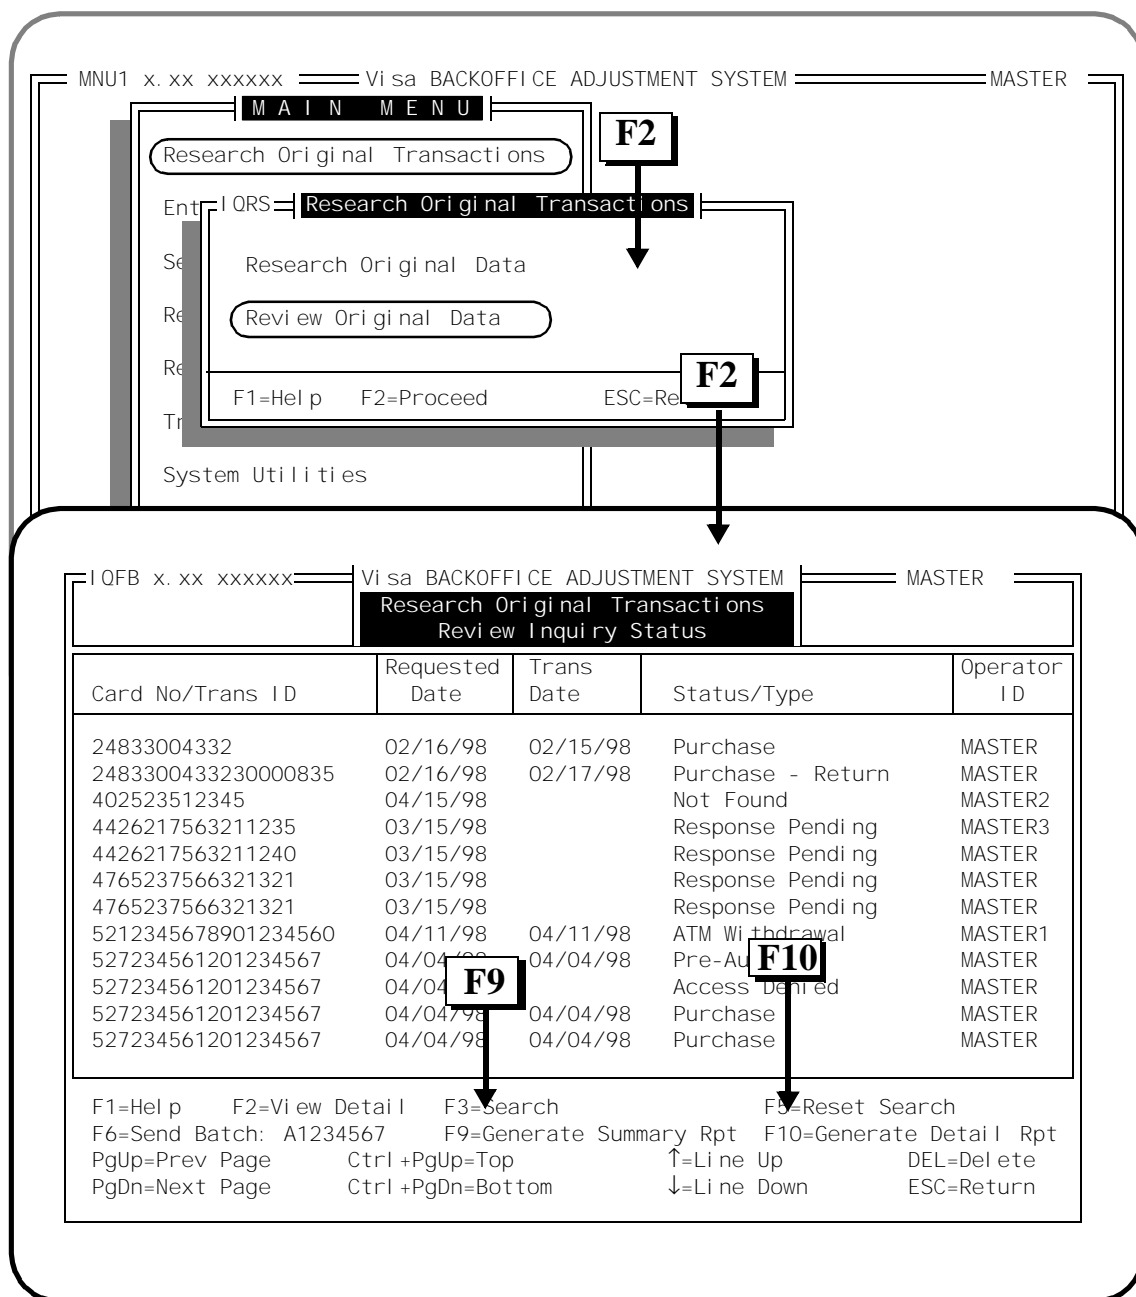 MNU1 x.xx xxxxxx Visa BACKOFFICE ADJUSTMENT SYSTEM MASTER
MAIN MENU
F2
Research Original Transactions
Ent
IQRS Research Original Transactions
Se
Research Original Data
Re
Review Original Data
Re
F2
F1=Help F2=Proceed ESC=Re
Tr
System Utilities
IQFB x.xx xxxxxx Visa BACKOFFICE ADJUSTMENT SYSTEM MASTER
Research Original Transactions
Review Inquiry Status
Requested Trans Operator
Card No/Trans ID Date Date Status/Type ID
24833004332 02/16/98 02/15/98 Purchase MASTER
2483300433230000835 02/16/98 02/17/98 Purchase - Return MASTER
402523512345 04/15/98 Not Found MASTER2
4426217563211235 03/15/98 Response Pending MASTER3
4426217563211240 03/15/98 Response Pending MASTER
4765237566321321 03/15/98 Response Pending MASTER
4765237566321321 03/15/98 Response Pending MASTER
5212345678901234560 04/11/98 04/11/98 ATM Withdrawal MASTER1
527234561201234567 04/04/98 04/04/98 Pre-Au MASTER
F9 F10
527234561201234567 04/04 Access Denied MASTER
527234561201234567 04/04/98 04/04/98 Purchase MASTER
527234561201234567 04/04/98 04/04/98 Purchase MASTER
F1=Help F2=View Detail F3=Search F5=Reset Search
F6=Send Batch: A1234567 F9=Generate Summary Rpt F10=Generate Detail Rpt
PgUp=Prev Page Ctrl+PgUp=Top ↑=Line Up DEL=Delete
PgDn=Next Page Ctrl+PgDn=Bottom ↓=Line Down ESC=Return